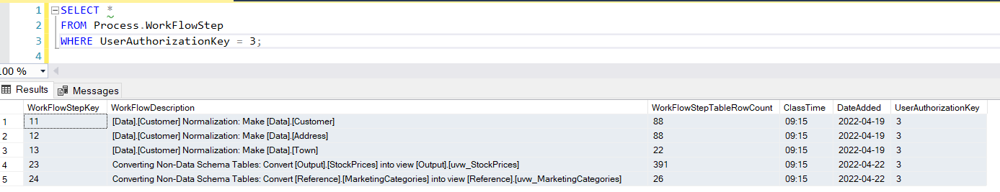 1 SELECT *
2 FROM Process.WorkFlowStep
3 WHERE UserAuthorizationKey = 3;
4
.00 %
Results Messages
WorkFlowStepKey WorkFlowDescription WorkFlowStepTableRowCount ClassTime DateAdded UserAuthorizationKey
1 11 [Data].[Customer] Normalization: Make [Data].[Customer] 88 09:15 2022-04-19 3
2 12 [Data].[Customer] Normalization: Make [Data].[Address] 88 09:15 2022-04-19 3
3 13 [Data].[Customer] Normalization: Make [Data].[Town] 22 09:15 2022-04-19 3
4 23 Converting Non-Data Schema Tables: Convert [Output].[StockPrices] into view [Output].[uvw_StockPrices] 391 09:15 2022-04-22 3
5 24 Converting Non-Data Schema Tables: Convert [Reference].[MarketingCategories] into view [Reference].[uvw_MarketingCategories] 26 09:15 2022-04-22 3